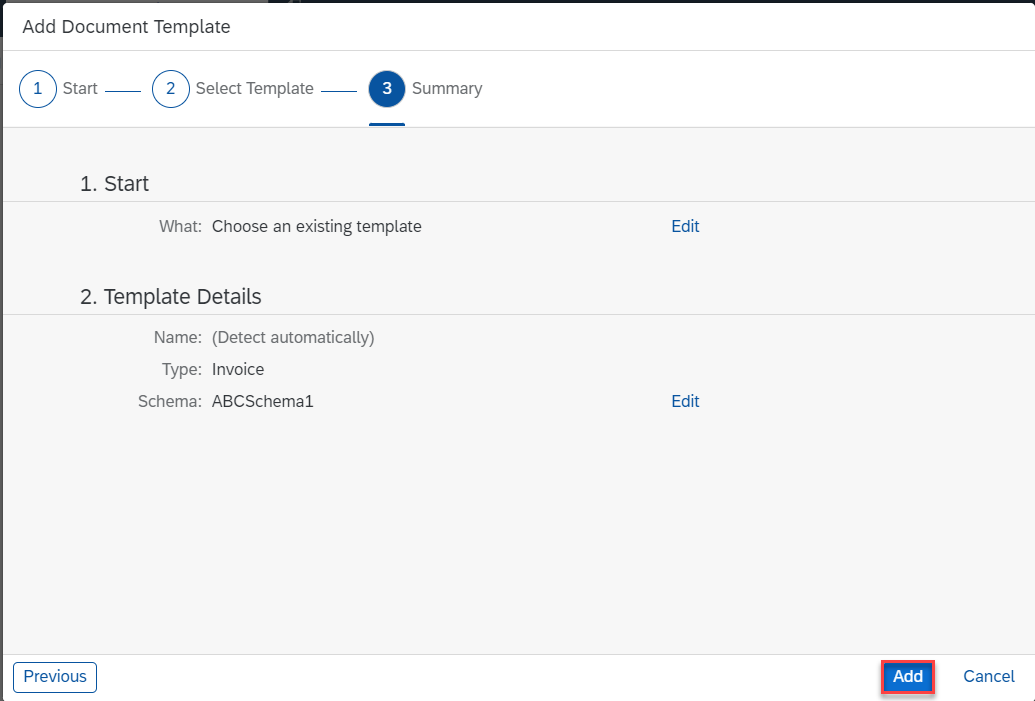 Add Document Template
1 Start 2 Select Template 3 Summary
1. Start
What: Choose an existing template Edit
2. Template Details
Name: (Detect automatically)
Type: Invoice
Schema: ABCSchema1 Edit
Previous Add Cancel